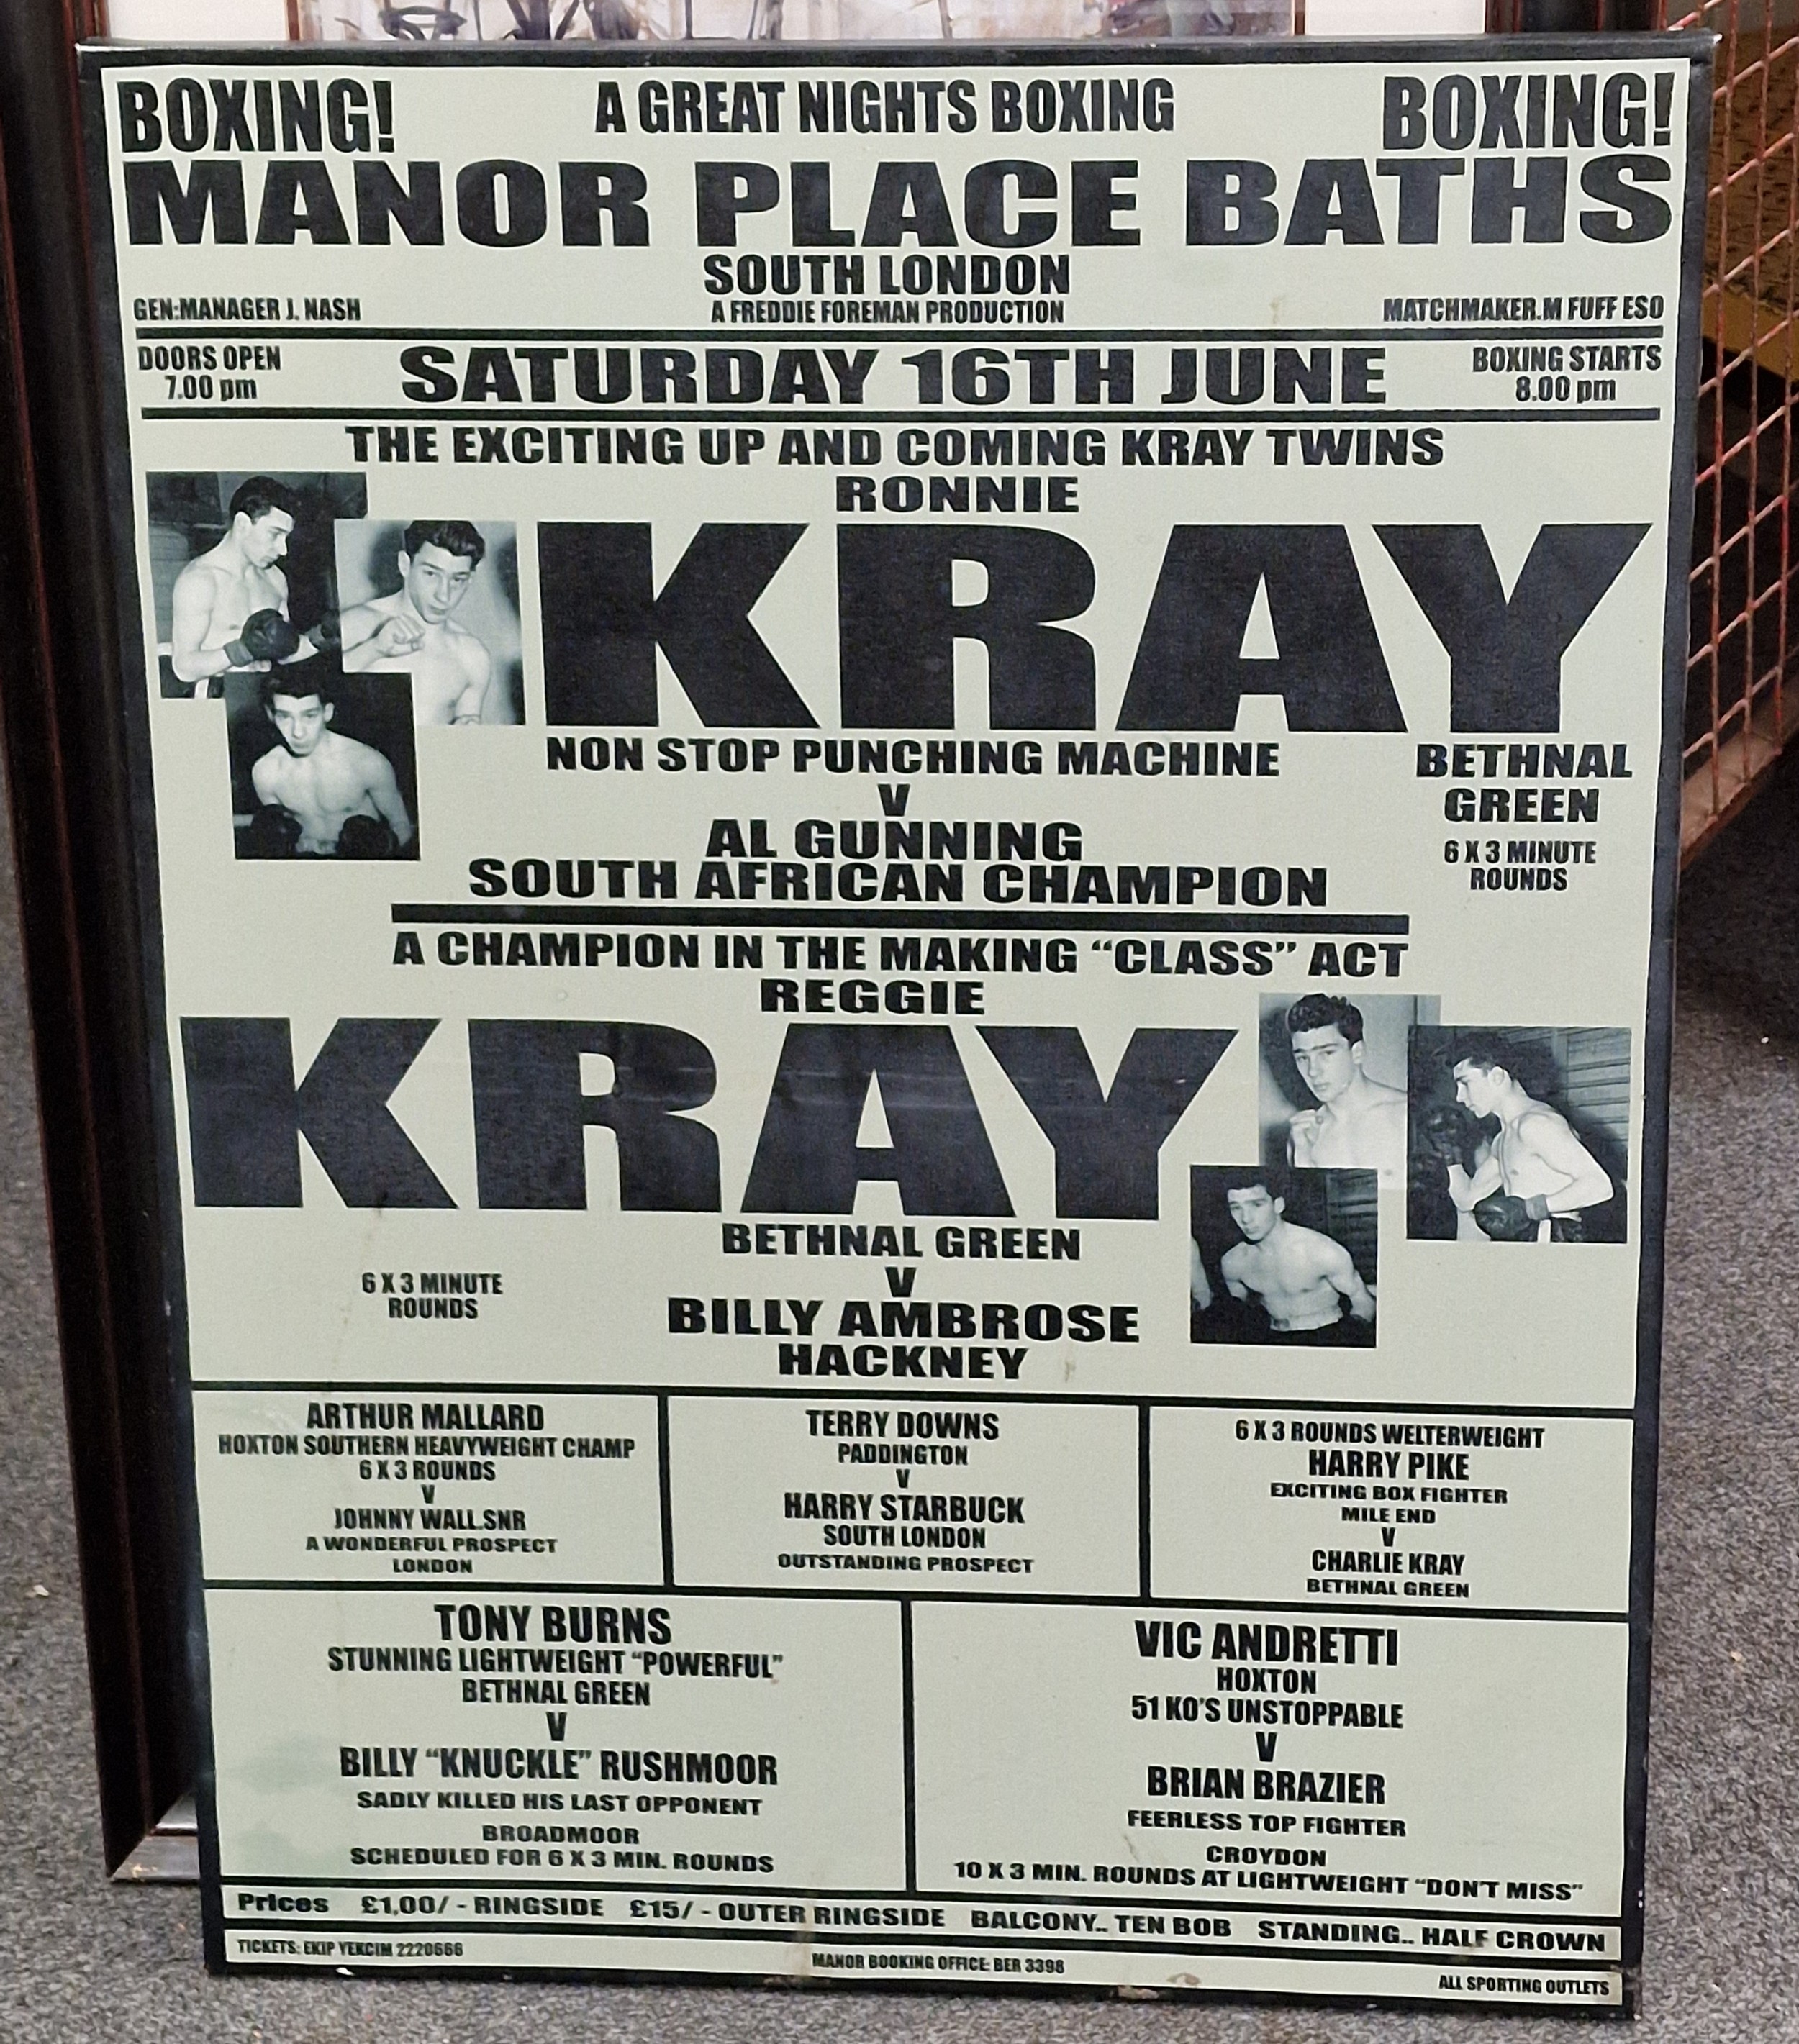 BOXING! A GREAT NIGHTS BOXING BOXING!
MANOR PLACE BATHS
SOUTH LONDON
GEN:MANAGER J. NASH A FREDDIE FOREMAN PRODUCTION MATCHMAKER.M FUFF ESO
DOORS OPEN
7.00 pm
SATURDAY 16TH JUNE
BOXING STARTS
8.00 pm
THE EXCITING UP AND COMING KRAY TWINS
RONNIE
KRAY
NON STOP PUNCHING MACHINE
V
AL GUNNING
SOUTH AFRICAN CHAMPION
BETHNAL
GREEN
6 X 3 MINUTE
ROUNDS
A CHAMPION IN THE MAKING “CLASS” ACT
REGGIE
KRAY
BETHNAL GREEN
V
BILLY AMBROSE
HACKNEY
6 X 3 MINUTE
ROUNDS
ARTHUR MALLARD
HOXTON SOUTHERN HEAVYWEIGHT CHAMP
6 X 3 ROUNDS
V
JOHNNY WALL.SNR
A WONDERFUL PROSPECT
LONDON
TERRY DOWNS
PADDINGTON
V
HARRY STARBUCK
SOUTH LONDON
OUTSTANDING PROSPECT
6 X 3 ROUNDS WELTERWEIGHT
HARRY PIKE
EXCITING BOX FIGHTER
MILE END
V
CHARLIE KRAY
BETHNAL GREEN
TONY BURNS
STUNNING LIGHTWEIGHT “POWERFUL”
BETHNAL GREEN
V
BILLY “KNUCKLE” RUSHMOOR
SADLY KILLED HIS LAST OPPONENT
BROADMOOR
SCHEDULED FOR 6 X 3 MIN. ROUNDS
VIC ANDRETTI
HOXTON
51 KO'S UNSTOPPABLE
V
BRIAN BRAZIER
FEERLESS TOP FIGHTER
CROYDON
10 X 3 MIN. ROUNDS AT LIGHTWEIGHT “DON'T MISS”
Prices £1,00/ - RINGSIDE £15/ - OUTER RINGSIDE BALCONY.. TEN BOB STANDING.. HALF CROWN
TICKETS: EKIP YEKCIM 2220666 MANOR BOOKING OFFICE: BER 3398 ALL SPORTING OUTLETS